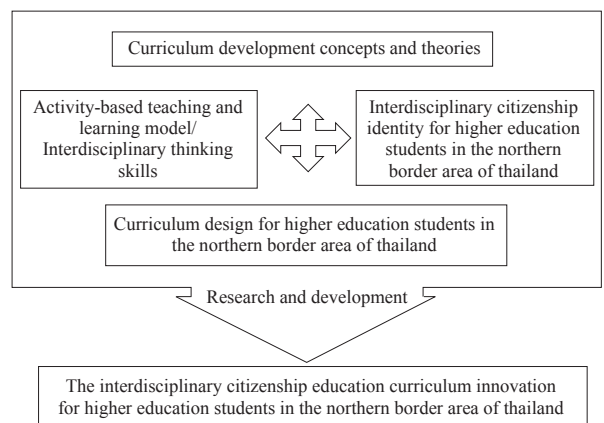 Curriculum development concepts and theories
Activity-based teaching and
learning model/
Interdisciplinary thinking
skills
Interdisciplinary citizenship
identity for higher education
students in the northern
border area of thailand
Curriculum design for higher education students in
the northern border area of thailand
Research and development
The interdisciplinary citizenship education curriculum innovation
for higher education students in the northern border area of thailand